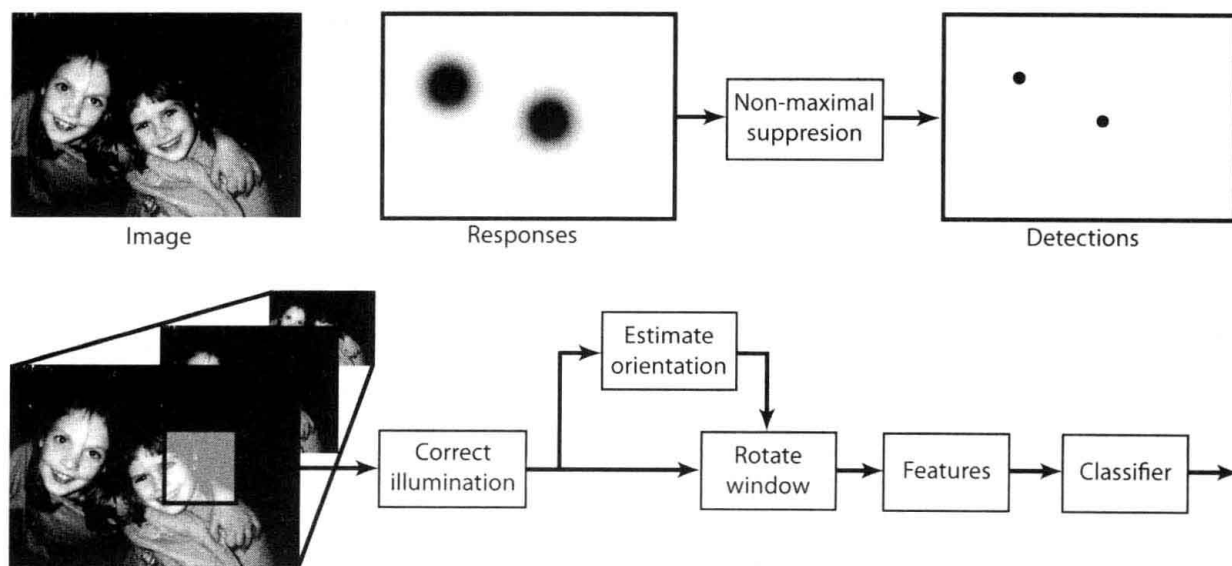 Non-maximal
suppresion
Image
Responses
Detections
Estimate
orientation
Correct
illumination
Rotate
window
Features
Classifier